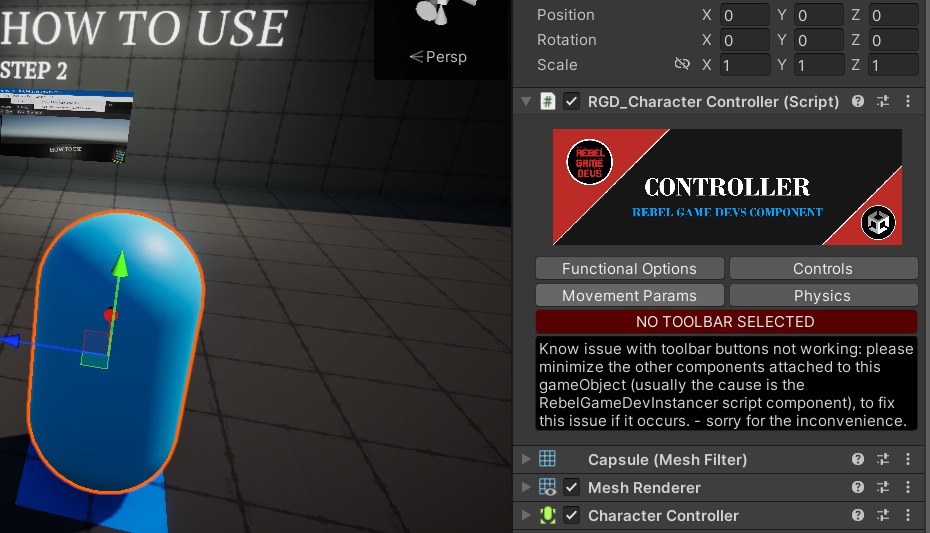 HOW TO USE
STEP 2
HOW TO USE
Persp
Position X 0 Y 0 Z 0
Rotation X 0 Y 0 Z 0
Scale X 1 Y 1 Z 1
# RGD_Character Controller (Script)
REBEL
GAME
DEVS
CONTROLLER
REBEL GAME DEVS COMPONENT
Functional Options Controls
Movement Params Physics
NO TOOLBAR SELECTED
Know issue with toolbar buttons not working: please
minimize the other components attached to this
gameObject (usually the cause is the
RebelGameDevInstancer script component), to fix
this issue if it occurs. - sorry for the inconvenience.
Capsule (Mesh Filter)
Mesh Renderer
Character Controller